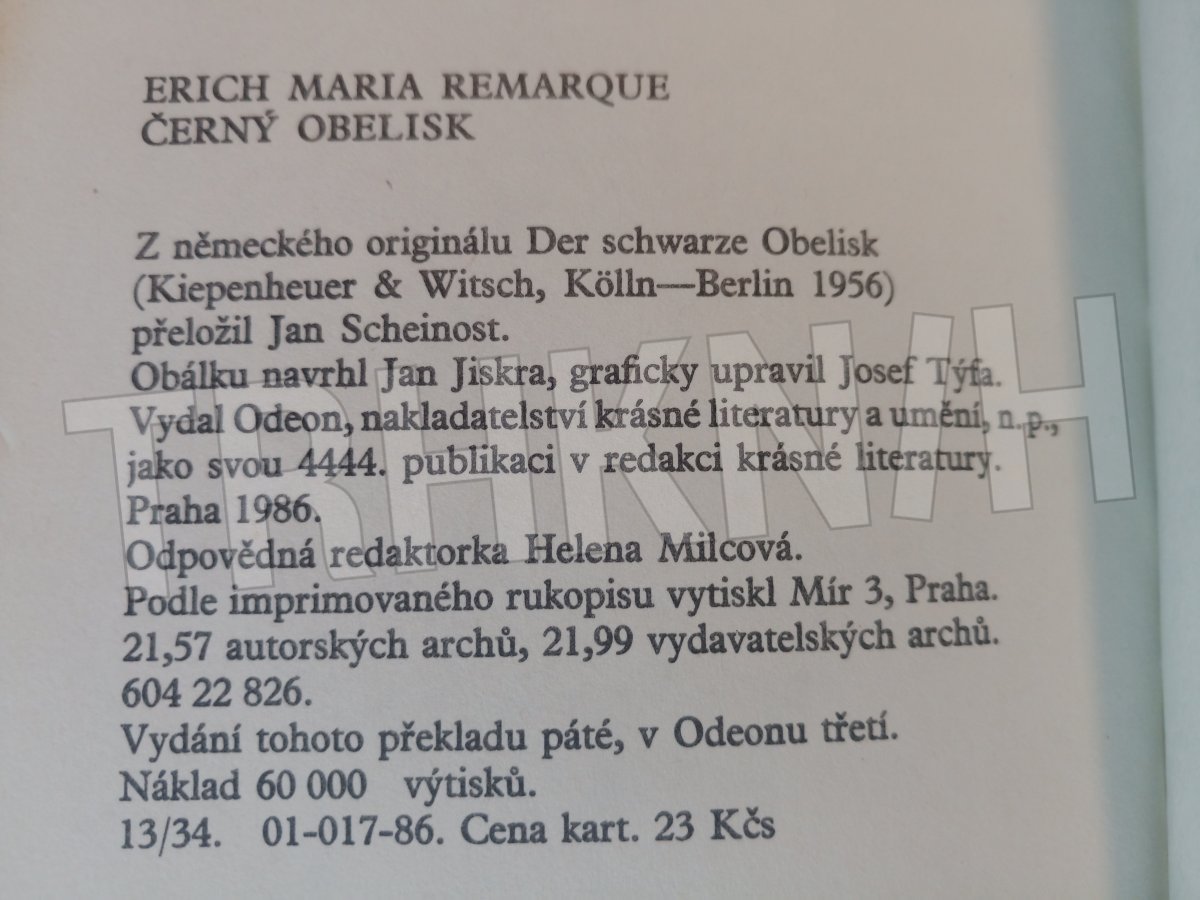 ERICH MARIA REMARQUE
ČERNÝ OBELISK
Z německého originálu Der schwarze Obelisk
(Kiepenheuer & Witsch, Kölln—Berlin 1956)
přeložil Jan Scheinost.
Obálku navrhl Jan Jiskra, graficky upravil Josef Týfa.
Vydal Odeon, nakladatelství krásné literatury a umění, n. p.,
jako svou 4444. publikaci v redakci krásné literatury.
Praha 1986.
Odpovědná redaktorka Helena Milcová.
Podle imprimovaného rukopisu vytiskl Mír 3, Praha.
21,57 autorských archů, 21,99 vydavatelských archů.
604 22 826.
Vydání tohoto překladu páté, v Odeonu třetí.
Náklad 60 000 výtisků.
13/34. 01-017-86. Cena kart. 23 Kčs
TRHKNIH